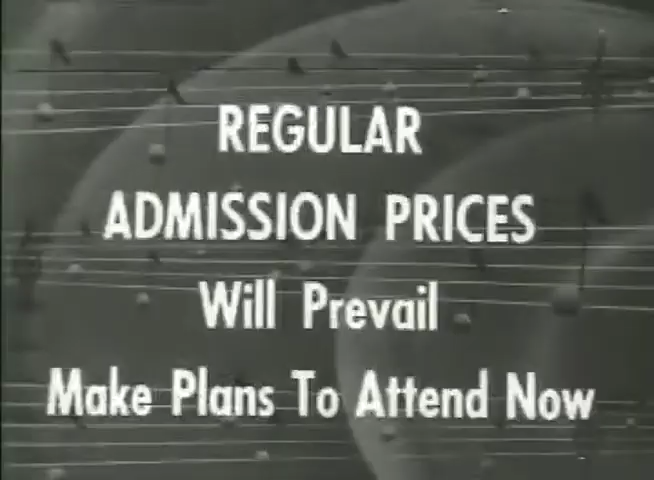 REGULAR
ADMISSION PRICES
Will Prevail
Make Plans To Attend Now